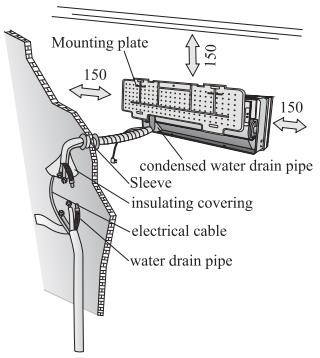 Mounting plate
150
150
150
condensed water drain pipe
Sleeve
insulating covering
electrical cable
water drain pipe